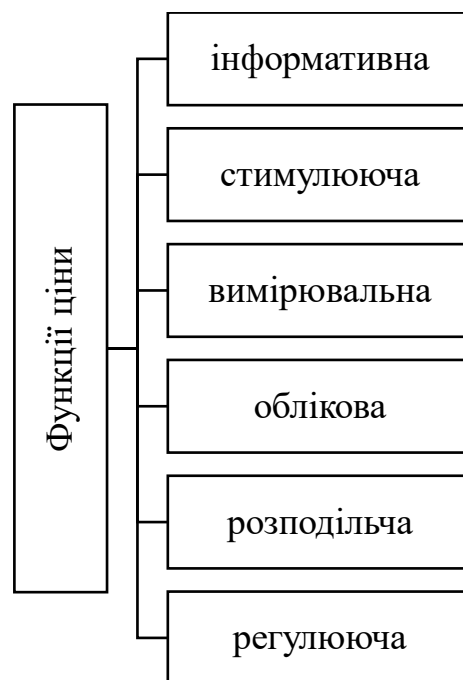 Функції ціни
інформативна
стимулююча
вимірювальна
облікова
розподільча
регулююча